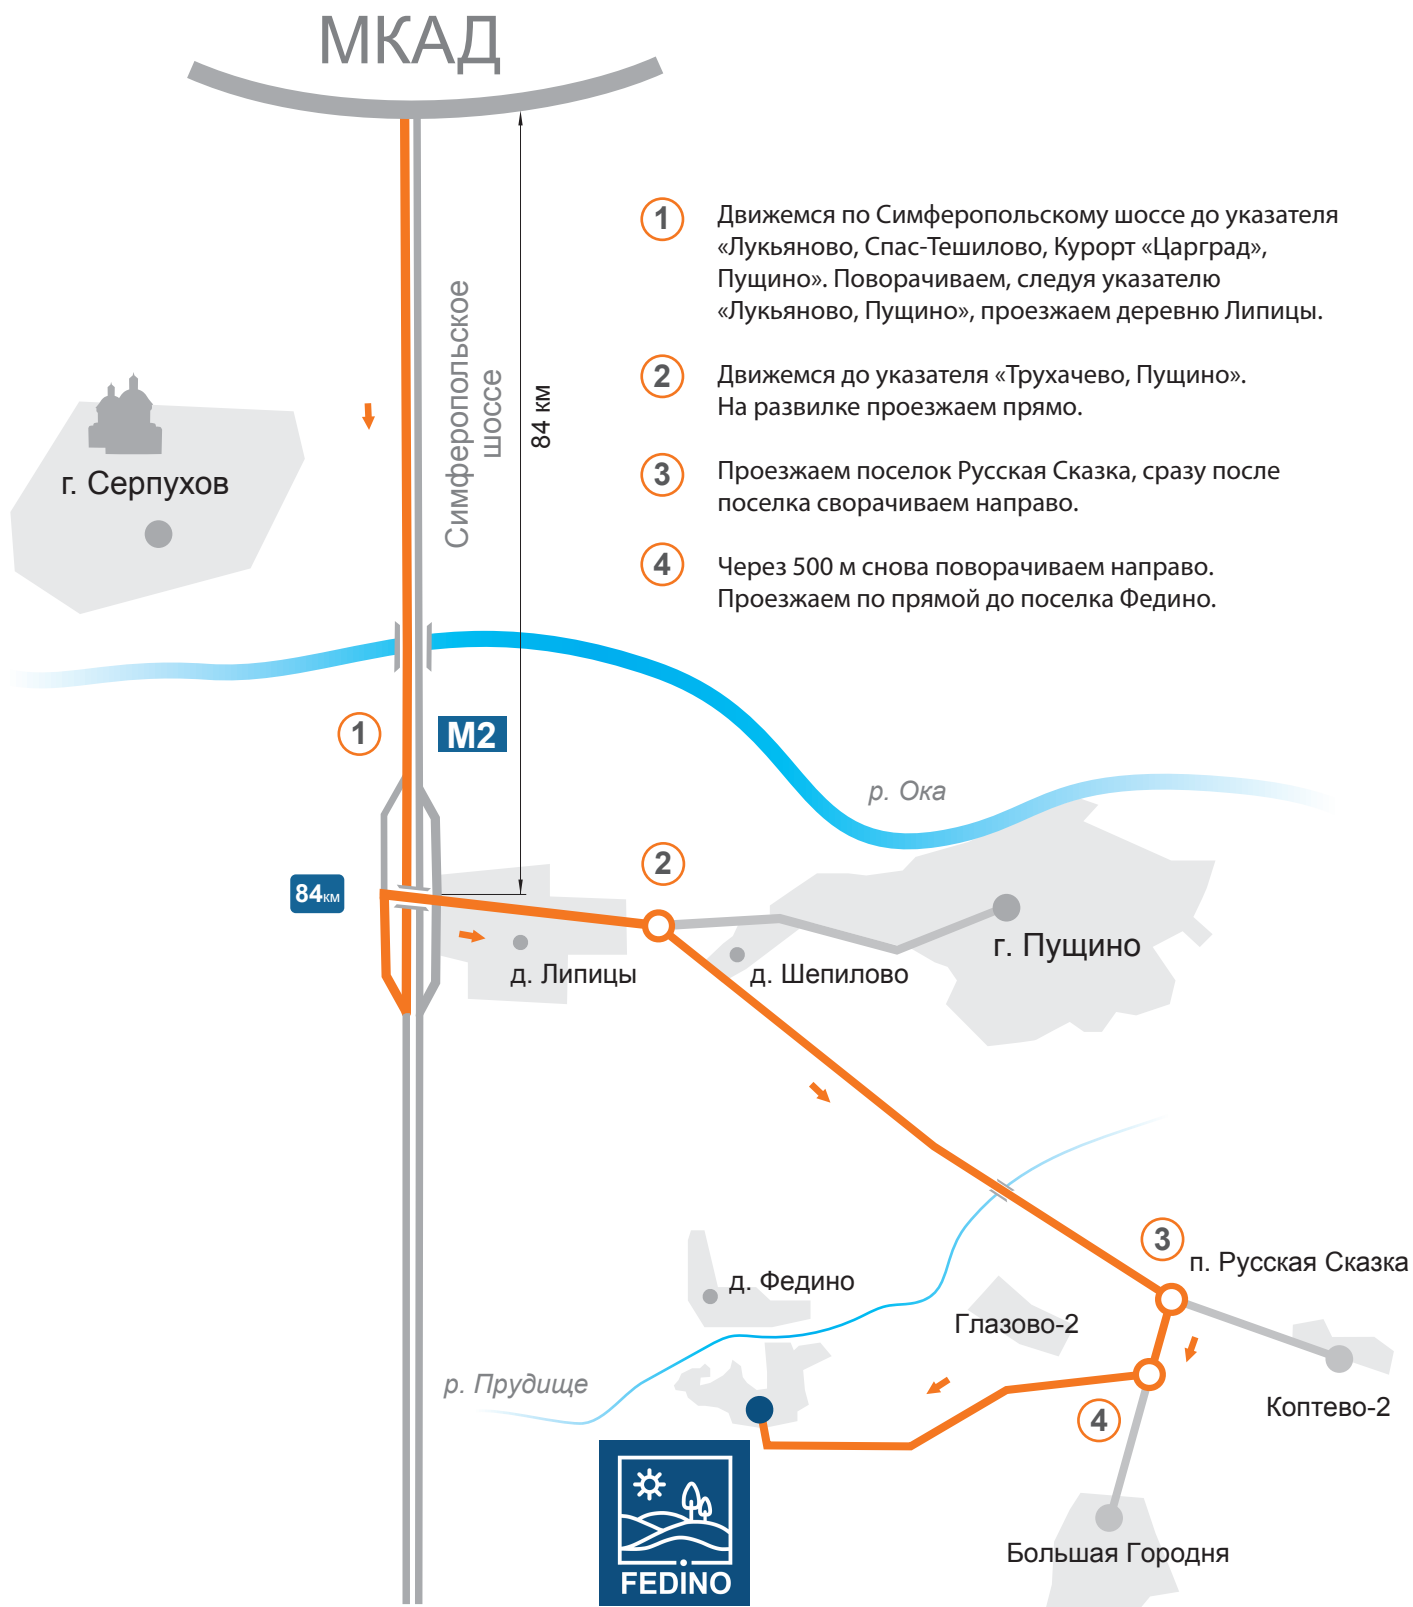 МКАД
1
Движемся по Симферопольскому шоссе до указателя
«Лукьяново, Спас-Тешилово, Курорт «Царград»,
Пущино». Поворачиваем, следуя указателю
«Лукьяново, Пущино», проезжаем деревню Липицы.
2
Движемся до указателя «Трухачево, Пущино».
На развилке проезжаем прямо.
3
Проезжаем поселок Русская Сказка, сразу после
поселка сворачиваем направо.
4
Через 500 м снова поворачиваем направо.
Проезжаем по прямой до поселка Федино.
Симферопольское
шоссе
84 км
г. Серпухов
1
М2
р. Ока
2
84км
г. Пущино
д. Липицы
д. Шепилово
3
п. Русская Сказка
д. Федино
Глазово-2
р. Прудище
4
Коптево-2
Большая Городня
FEDINO